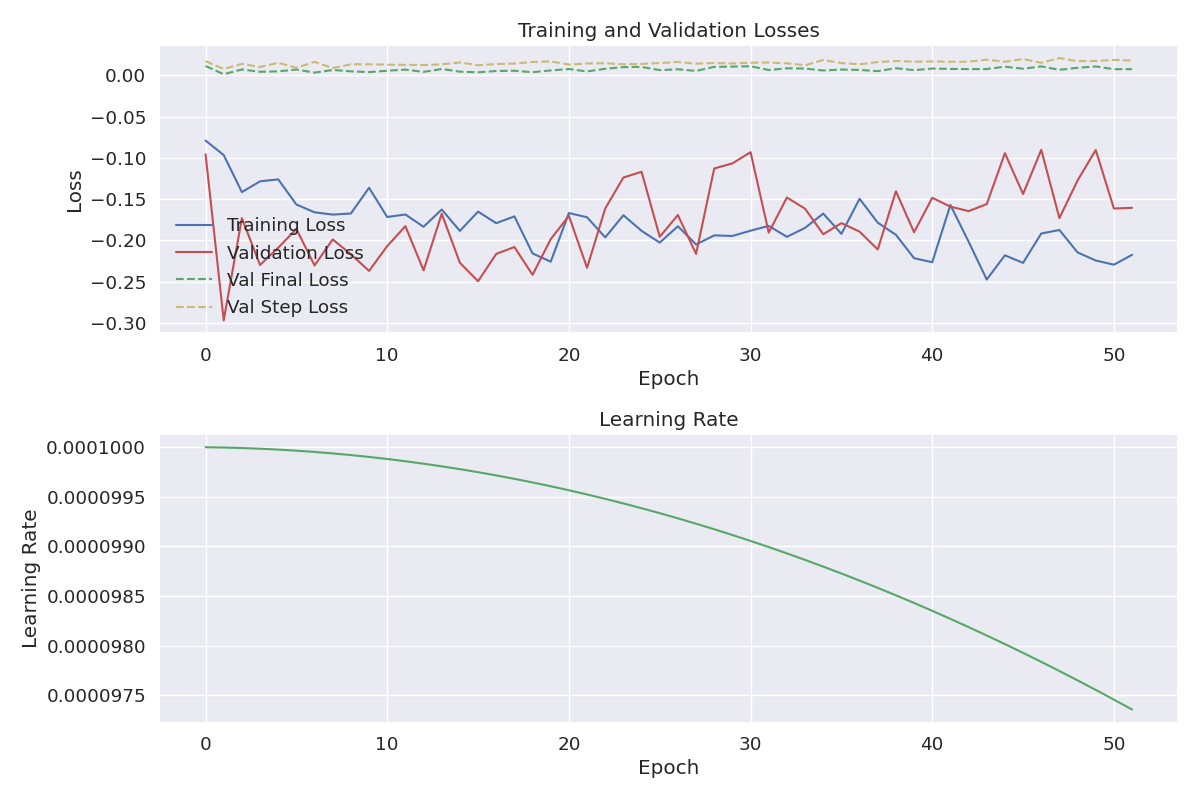 Training and Validation Losses
0.00
−0.05
−0.10
−0.15
−0.20
−0.25
−0.30
Loss
Training Loss
Validation Loss
Val Final Loss
Val Step Loss
0 10 20 30 40 50
Epoch
Learning Rate
0.0001000
0.0000995
0.0000990
0.0000985
0.0000980
0.0000975
Learning Rate
0 10 20 30 40 50
Epoch